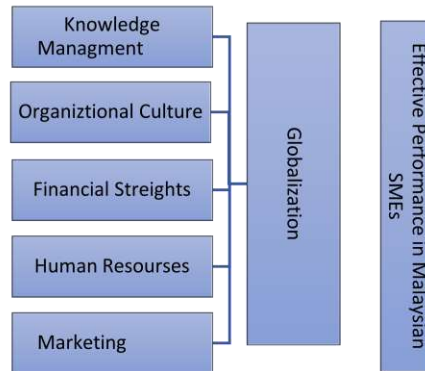 Knowledge
Managment
Organiztional Culture
Financial Streights
Human Resourses
Marketing
Globalization
Effective Performance in Malaysian
SMEs